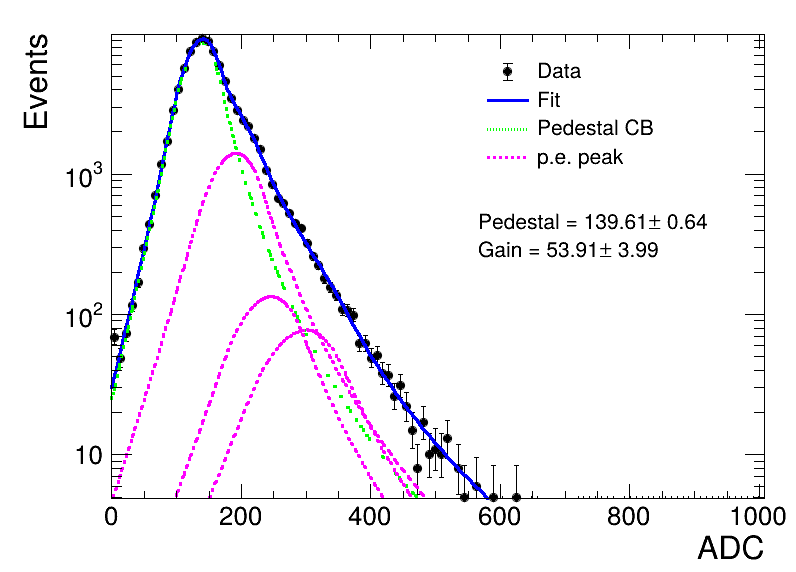 Events
Data
Fit
Pedestal CB
p.e. peak
10³
Pedestal = 139.61± 0.64
Gain = 53.91± 3.99
10²
10
0 200 400 600 800 1000
ADC